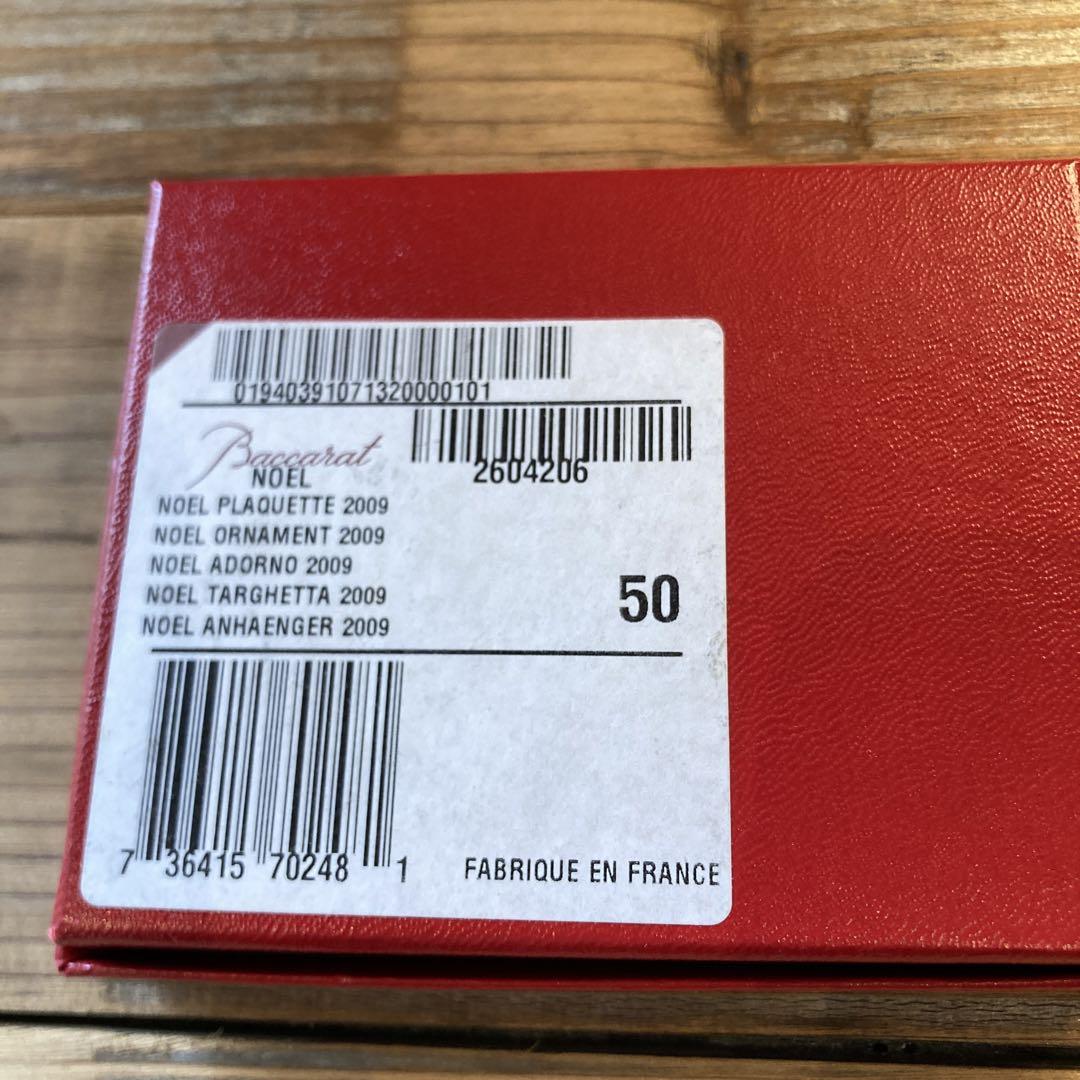 01940391071320000101
Baccarat
NOEL
2604206
NOEL PLAQUETTE 2009
NOEL ORNAMENT 2009
NOEL ADORNO 2009
NOEL TARGHETTA 2009
NOEL ANHAENGER 2009
50
7 36415 70248 1
FABRIQUE EN FRANCE